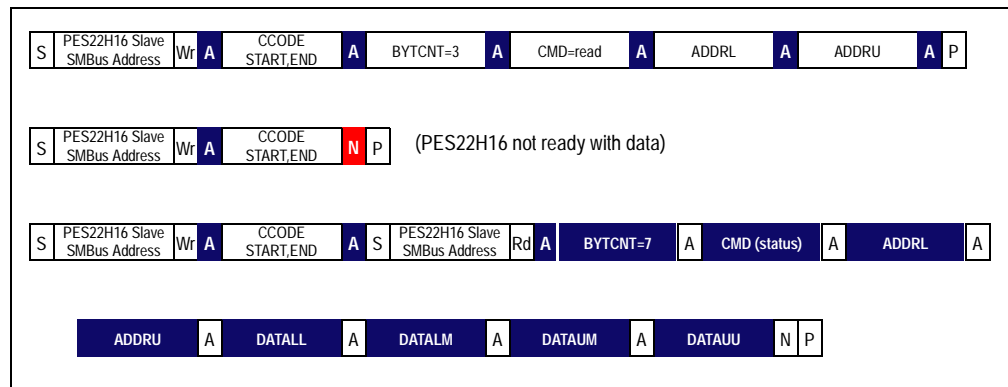 S PES22H16 Slave SMBus Address Wr A CCODE START,END A BYTCNT=3 A CMD=read A ADDRL A ADDRU A P
S PES22H16 Slave SMBus Address Wr A CCODE START,END N P (PES22H16 not ready with data)
S PES22H16 Slave SMBus Address Wr A CCODE START,END A S PES22H16 Slave SMBus Address Rd A BYTCNT=7 A CMD (status) A ADDRL A
ADDRU A DATALL A DATALM A DATAUM A DATAUU N P